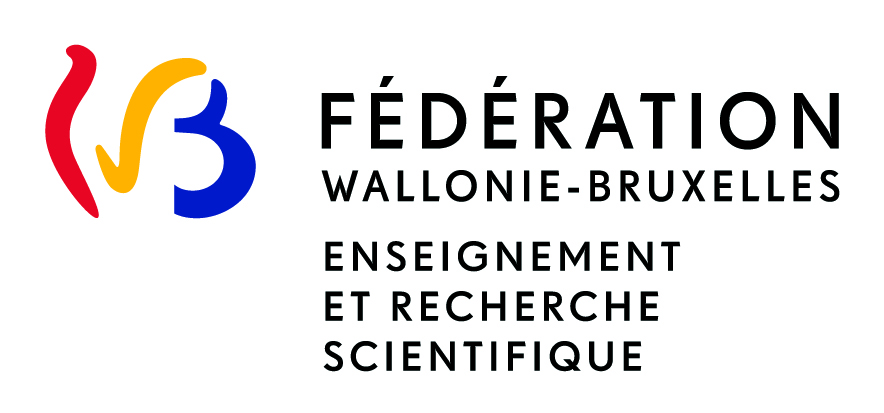 FÉDÉRATION
WALLONIE-BRUXELLES
ENSEIGNEMENT
ET RECHERCHE
SCIENTIFIQUE